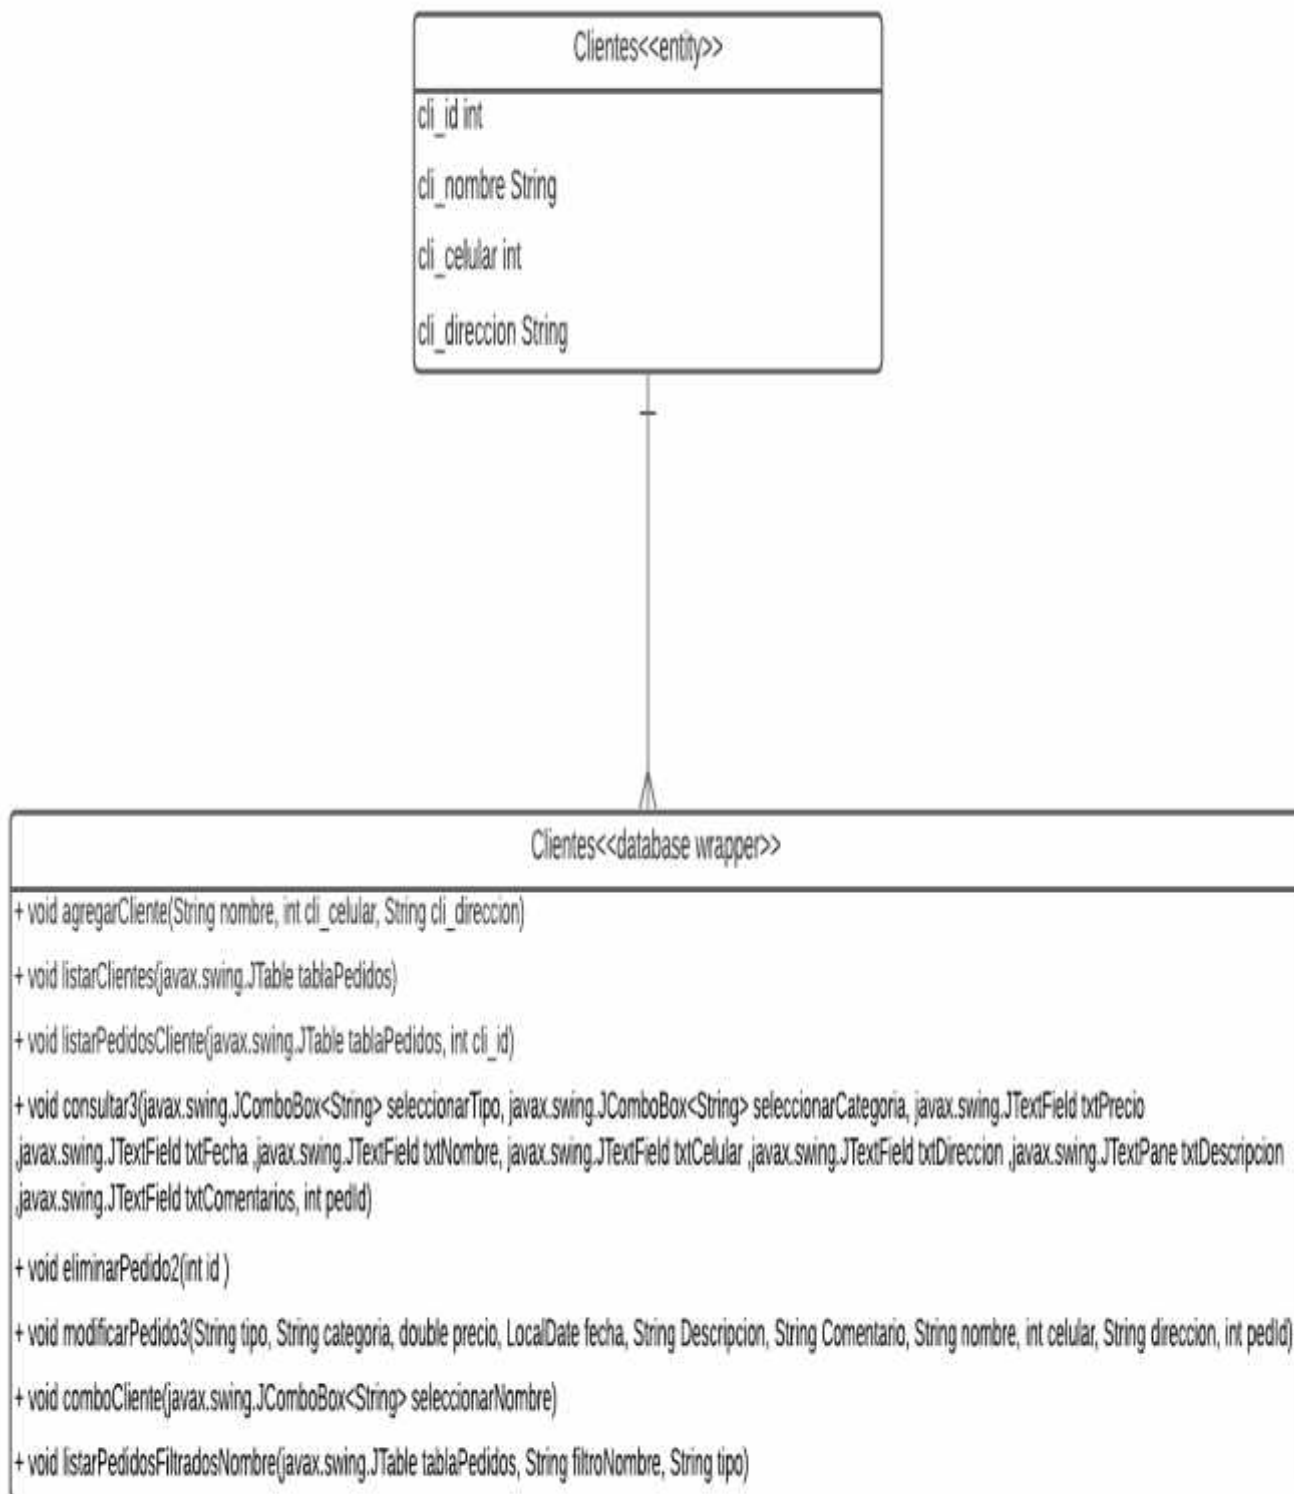 Clientes<<entity>>
cli_id int
cli_nombre String
cli_celular int
cli_direccion String
Clientes<<database wrapper>>
+ void agregarCliente(String nombre, int cli_celular, String cli_direccion)
+ void listarClientes(javax.swing.JTable tablaPedidos)
+ void listarPedidosCliente(javax.swing.JTable tablaPedidos, int cli_id)
+ void consultar3(javax.swing.JComboBox<String> seleccionarTipo, javax.swing.JComboBox<String> seleccionarCategoria, javax.swing.JTextField txtPrecio
,javax.swing.JTextField txtFecha ,javax.swing.JTextField txtNombre, javax.swing.JTextField txtCelular ,javax.swing.JTextField txtDireccion ,javax.swing.JTextPane txtDescripcion
,javax.swing.JTextField txtComentarios, int pedId)
+ void eliminarPedido2(int id )
+ void modificarPedido3(String tipo, String categoria, double precio, LocalDate fecha, String Descripcion, String Comentario, String nombre, int celular, String direccion, int pedId)
+ void comboCliente(javax.swing.JComboBox<String> seleccionarNombre)
+ void listarPedidosFiltradosNombre(javax.swing.JTable tablaPedidos, String filtroNombre, String tipo)